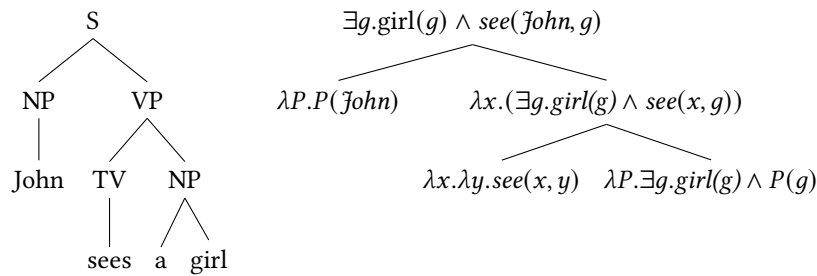 S ∃g.girl(g) ∧ see(John, g)
NP VP λP.P(John) λx.(∃g.girl(g) ∧ see(x, g))
John TV NP λx.λy.see(x, y) λP.∃g.girl(g) ∧ P(g)
sees a girl